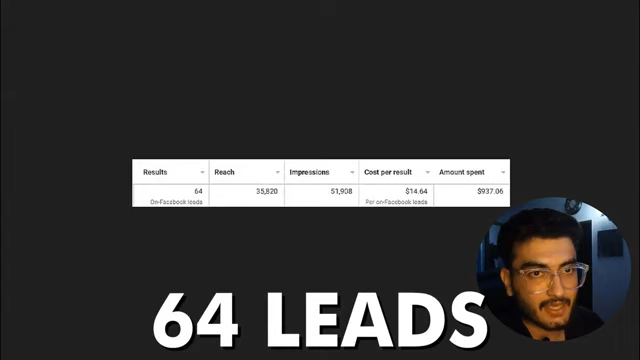 Results Reach Impressions Cost per result Amount spent
64 35,820 51,908 $14.64 $937.06
On-Facebook leads Per on-Facebook leads
64 LEADS